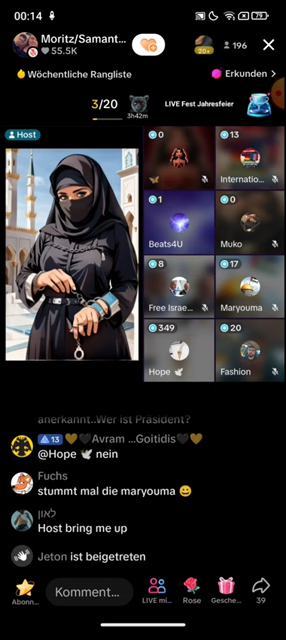 00:14
79
Moritz/Samant...
55.5K
20+
196
Wöchentliche Rangliste
Erkunden >
3/20
3h42m
LIVE Fest Jahresfeier
Host
0
13
Internatio...
1
Beats4U
0
Muko
8
Free Israe...
17
Maryouma
349
Hope 🕊
20
Fashion
anerkannt..Wer ist Präsident?
13 💛🖤Avram ...Goitidis🖤💛
@Hope 🕊 nein
Fuchs
stummt mal die maryouma 😀
לאון
Host bring me up
Jeton ist beigetreten
Abonn...
Komment...
LIVE mi...
Rose
Gesche...
39